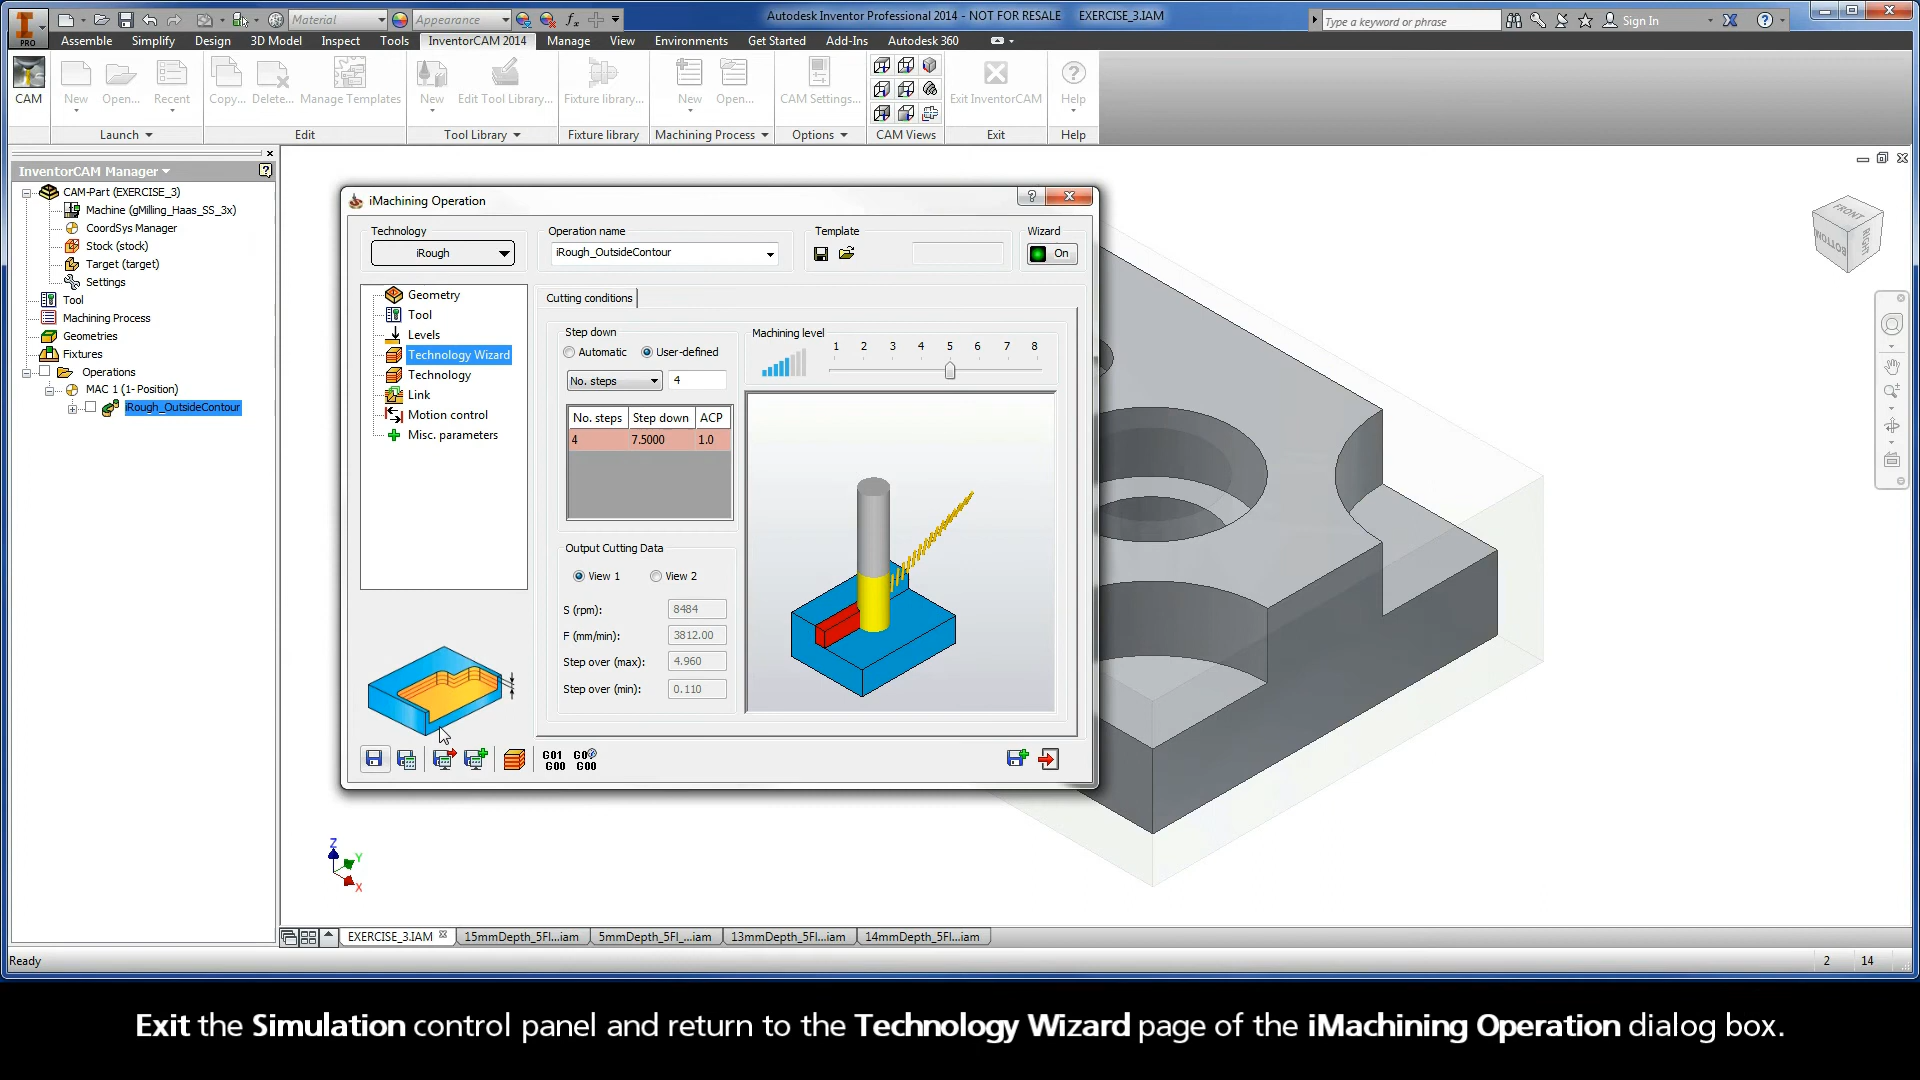 Material
Appearance
Autodesk Inventor Professional 2014 - NOT FOR RESALE EXERCISE_3.IAM
Type a keyword or phrase
Sign In
PRO
Assemble Simplify Design 3D Model Inspect Tools InventorCAM 2014 Manage View Environments Get Started Add-Ins Autodesk 360
CAM New Open... Recent Copy... Delete... Manage Templates New Edit Tool Library... Fixture library... New Open... CAM Settings... Exit InventorCAM Help
Launch Edit Tool Library Fixture library Machining Process Options CAM Views Exit Help
InventorCAM Manager
CAM-Part (EXERCISE_3)
Machine (gMilling_Haas_SS_3x)
CoordSys Manager
Stock (stock)
Target (target)
Settings
Tool
Machining Process
Geometries
Fixtures
Operations
MAC 1 (1- Position)
iRough_OutsideContour
iMachining Operation
Technology
iRough
Operation name
iRough_OutsideContour
Template
Wizard
On
Geometry
Tool
Levels
Technology Wizard
Technology
Link
Motion control
Misc. parameters
Cutting conditions
Step down
Automatic User-defined
No. steps 4
No. steps Step down ACP
4 7.5000 1.0
Machining level
1 2 3 4 5 6 7 8
Output Cutting Data
View 1 View 2
S (rpm): 8484
F (mm/min): 3812.00
Step over (max): 4.960
Step over (min): 0.110
G01
G00
G00
FRONT
BOTTOM
RIGHT
Z
Y
X
EXERCISE_3.IAM 15mmDepth_5Fl...iam 5mmDepth_5Fl_...iam 13mmDepth_5Fl...iam 14mmDepth_5Fl...iam
Ready
2 14
Exit the Simulation control panel and return to the Technology Wizard page of the iMachining Operation dialog box.